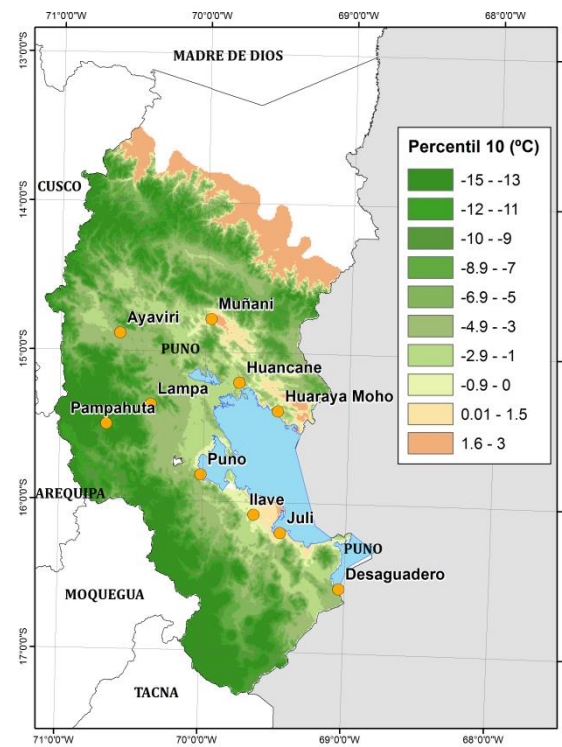 71°0'0"W 70°0'0"W 69°0'0"W 68°0'0"W
13°0'0"S
MADRE DE DIOS
Percentil 10 (ºC)
-15 - -13
-12 - -11
-10 - -9
-8.9 - -7
-6.9 - -5
-4.9 - -3
-2.9 - -1
-0.9 - 0
0.01 - 1.5
1.6 - 3
CUSCO
14°0'0"S
Ayaviri
Muñani
15°0'0"S
PUNO
Huancane
Lampa
Huaraya Moho
Pampahuta
Puno
AREQUIPA
16°0'0"S
Ilave
Juli
PUNO
Desaguadero
MOQUEGUA
17°0'0"S
TACNA
71°0'0"W 70°0'0"W 69°0'0"W 68°0'0"W